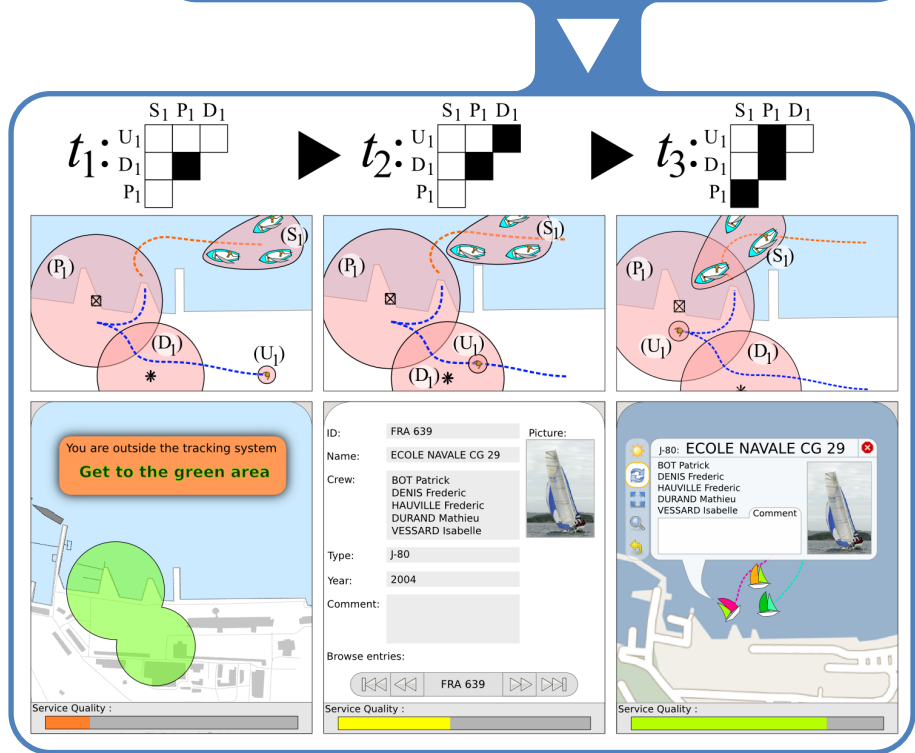 S1 P1 D1
t1: U1
D1
P1
S1 P1 D1
t2: U1
D1
P1
S1 P1 D1
t3: U1
D1
P1
(P1)
(S1)
(D1)
(U1)
(P1)
(S1)
(U1)
(D1)
(P1)
(S1)
(U1)
(D1)
You are outside the tracking system
Get to the green area
Service Quality :
ID: FRA 639 Picture:
Name: ECOLE NAVALE CG 29
Crew: BOT Patrick
DENIS Frederic
HAUVILLE Frederic
DURAND Mathieu
VESSARD Isabelle
Type: J-80
Year: 2004
Comment:
Browse entries:
FRA 639
Service Quality :
J-80: ECOLE NAVALE CG 29
BOT Patrick
DENIS Frederic
HAUVILLE Frederic
DURAND Mathieu
VESSARD Isabelle
Comment
Service Quality :